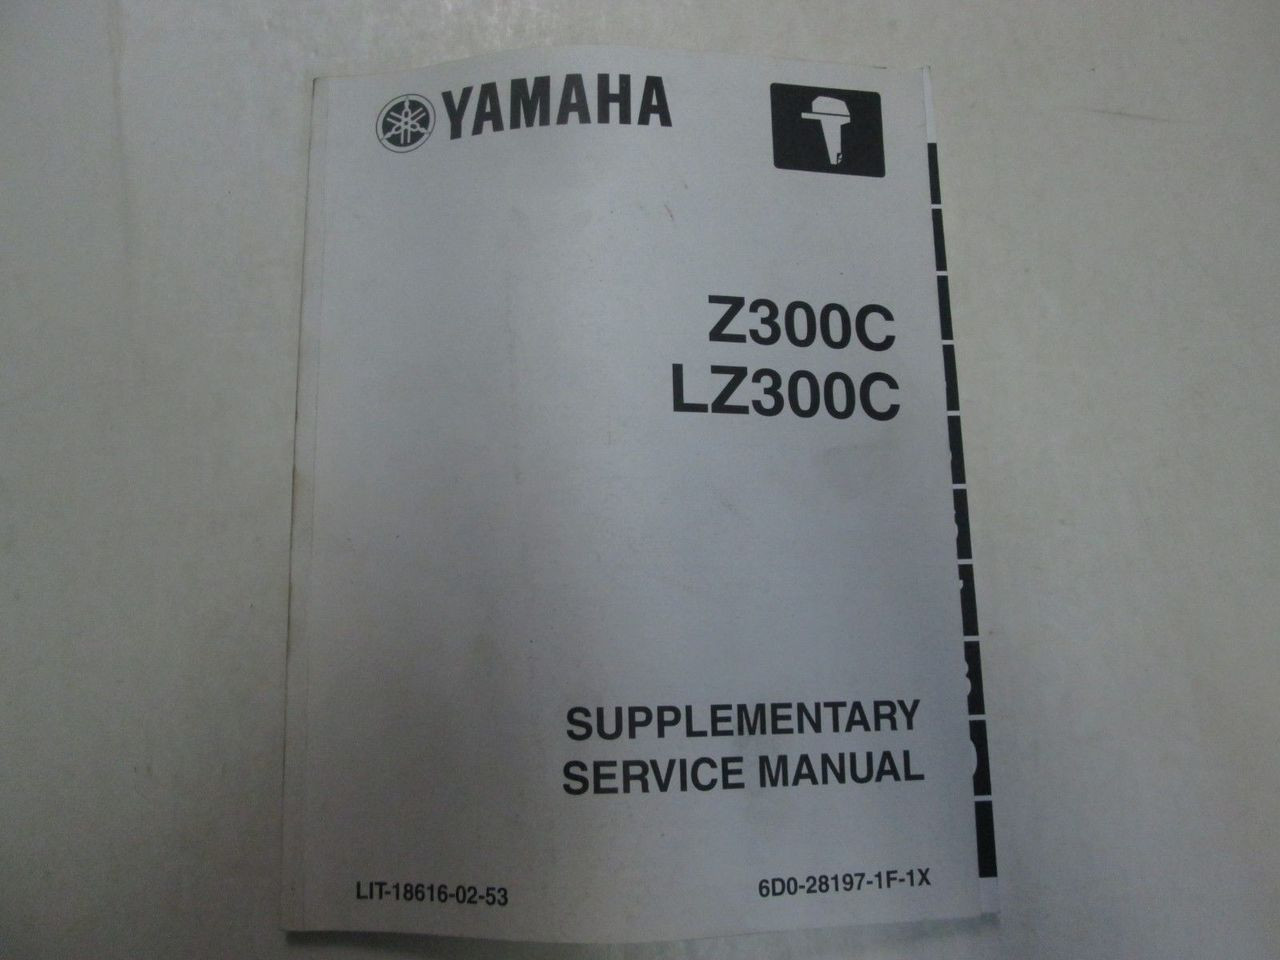 YAMAHA
Z300C
LZ300C
SUPPLEMENTARY
SERVICE MANUAL
LIT-18616-02-53
6D0-28197-1F-1X